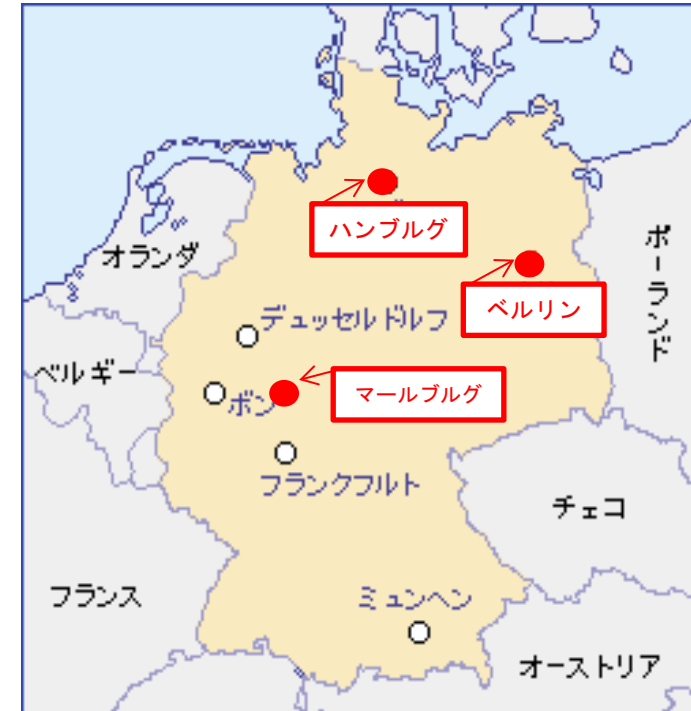 ハンブルグ
オランダ
ポーランド
ベルリン
デュッセルドルフ
ベルギー
ボン
マールブルグ
フランクフルト
チェコ
フランス
ミュンヘン
オーストリア